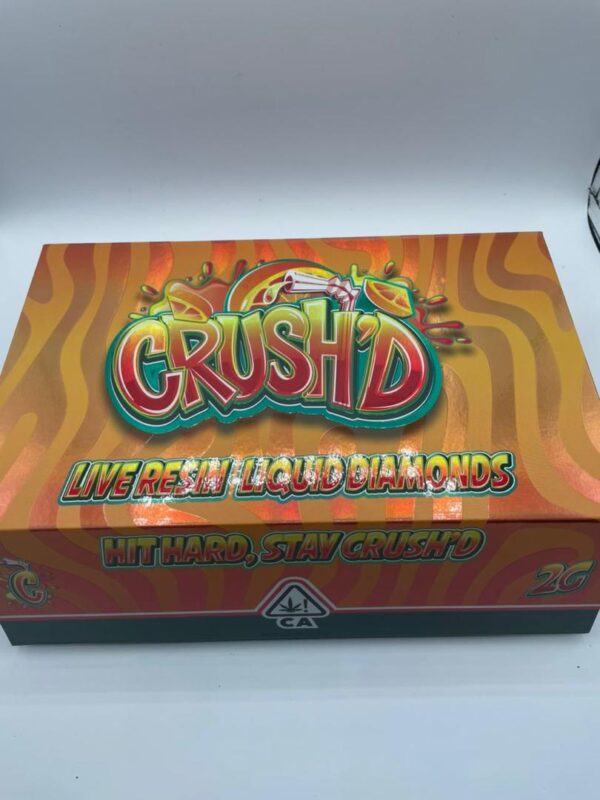 CRUSH'D
LIVE RESIN LIQUID DIAMONDS
HIT HARD, STAY CRUSH'D
C
2G
!
CA